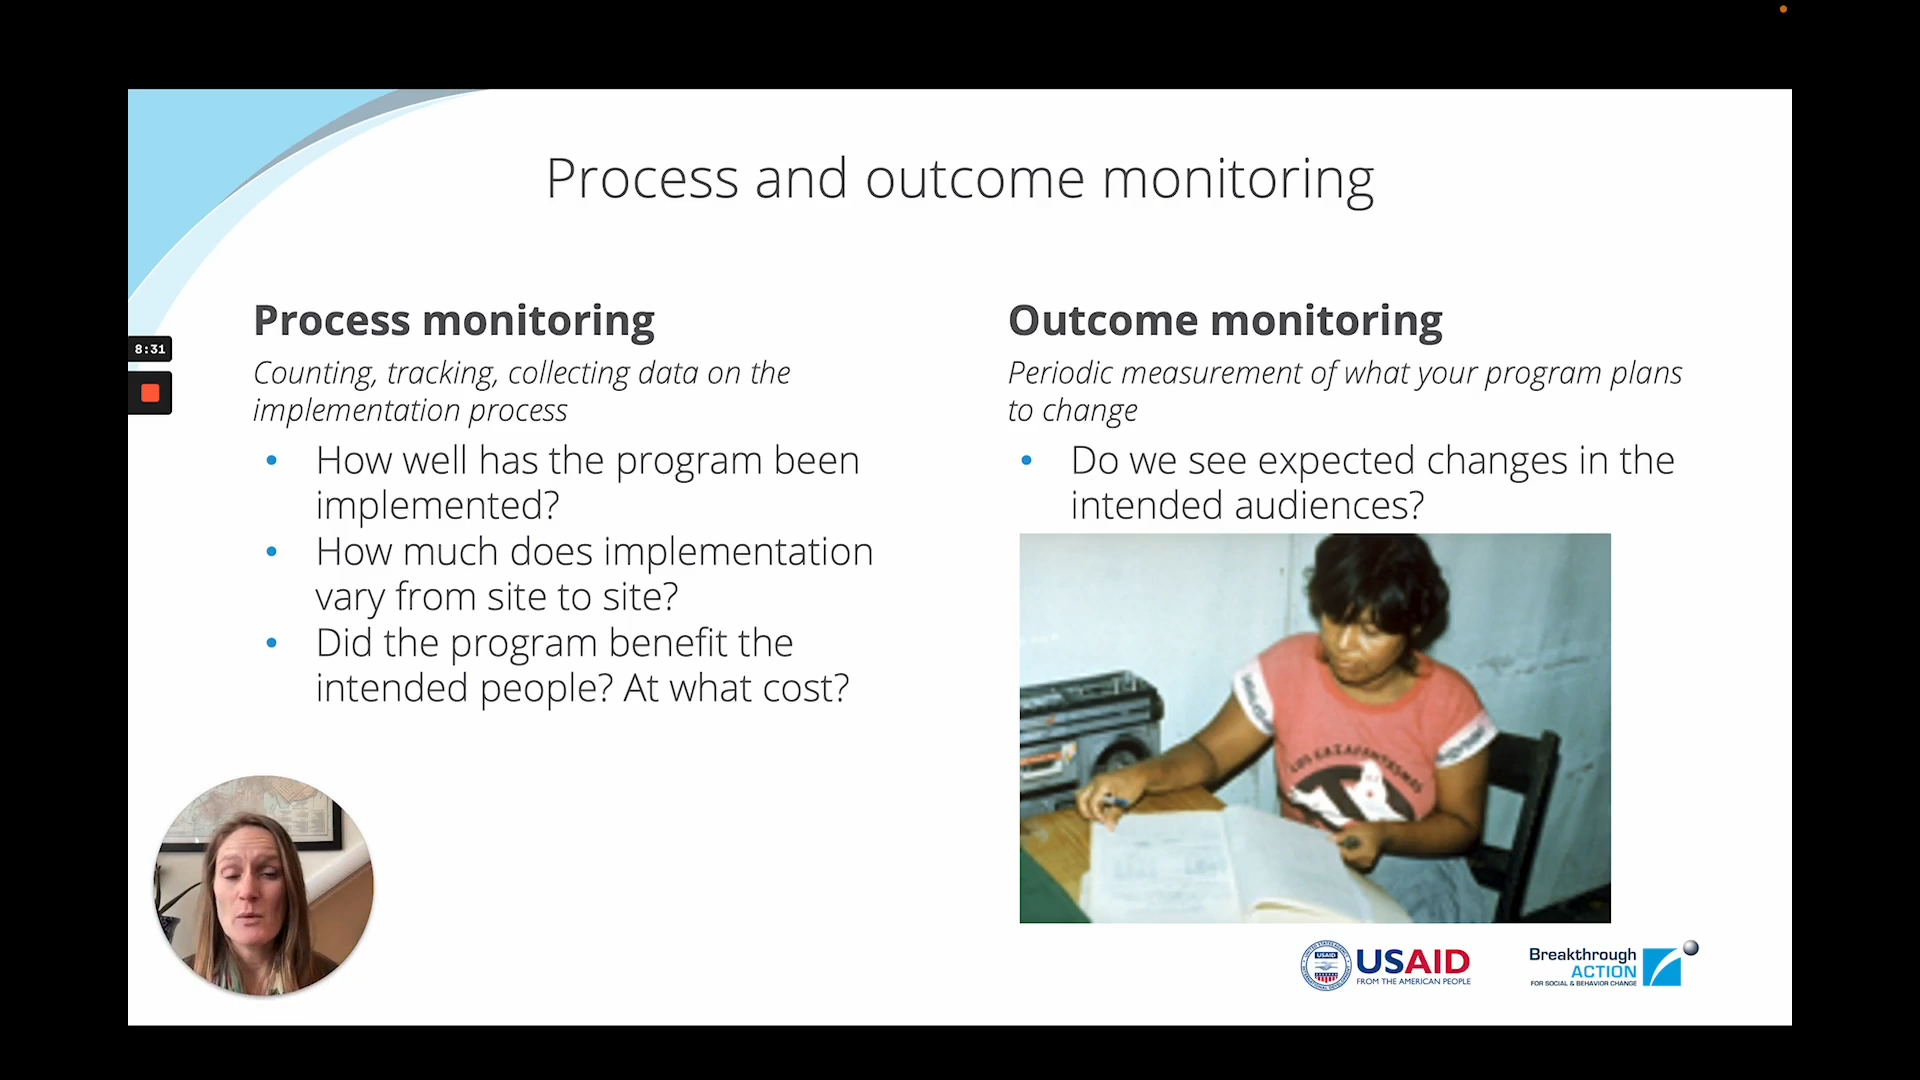 Process and outcome monitoring
Process monitoring
Counting, tracking, collecting data on the
implementation process
• How well has the program been
implemented?
• How much does implementation
vary from site to site?
• Did the program benefit the
intended people? At what cost?
Outcome monitoring
Periodic measurement of what your program plans
to change
• Do we see expected changes in the
intended audiences?
8:31
LOS CAZAFANTASMAS
USAID
USAID
FROM THE AMERICAN PEOPLE
Breakthrough
ACTION
FOR SOCIAL & BEHAVIOR CHANGE